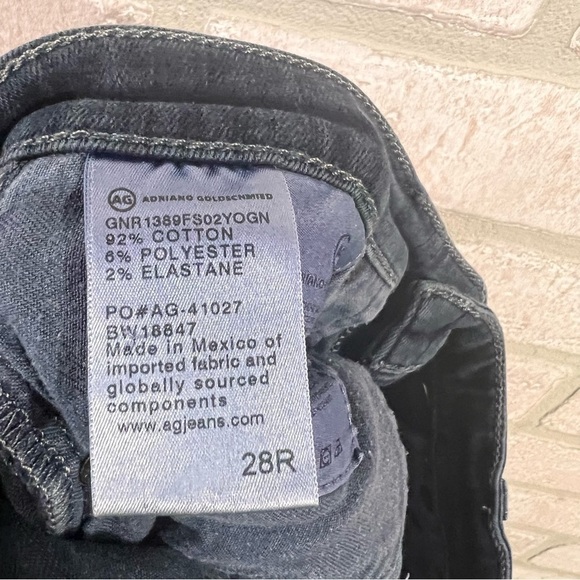 AG ADRIANO GOLDSCHMIED
GNR1389FS02YOGN
92% COTTON
6% POLYESTER
2% ELASTANE
PO#AG-41027
BW18847
Made in Mexico of
imported fabric and
globally sourced
components
www.agjeans.com
28R